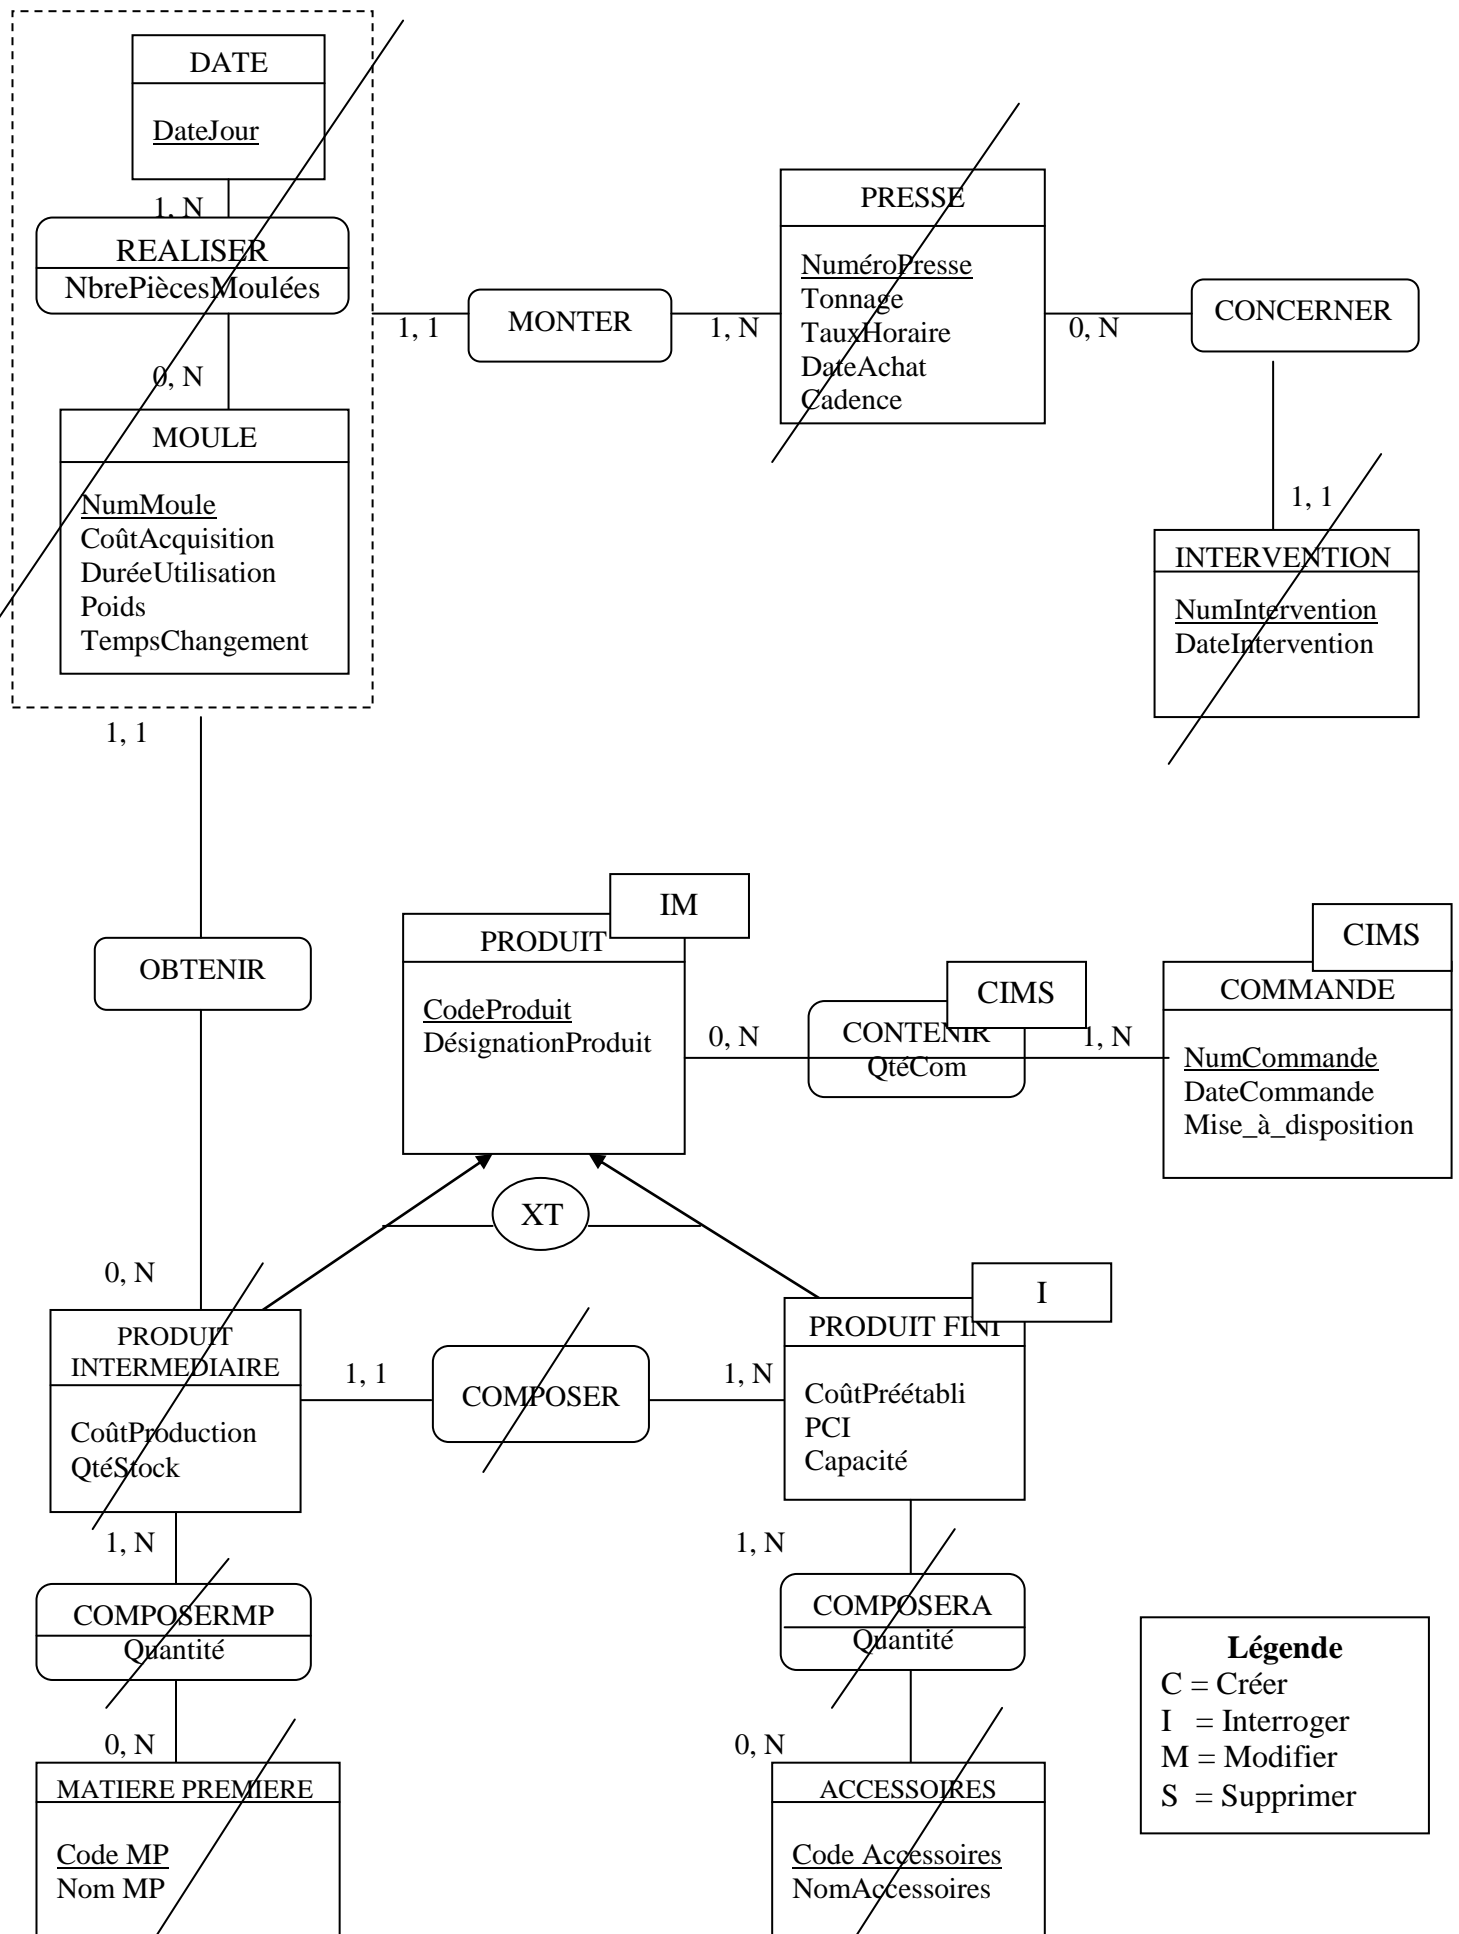 DATE
DateJour
1, N
REALISER
NbrePiècesMoulées
0, N
MOULE
NumMoule
CoûtAcquisition
DuréeUtilisation
Poids
TempsChangement
1, 1
1, 1
MONTER
1, N
PRESSE
NuméroPresse
Tonnage
TauxHoraire
DateAchat
Cadence
0, N
CONCERNER
1, 1
INTERVENTION
NumIntervention
DateIntervention
OBTENIR
0, N
IM
PRODUIT
CodeProduit
DésignationProduit
0, N
CIMS
CONTENIR
QtéCom
1, N
CIMS
COMMANDE
NumCommande
DateCommande
Mise_à_disposition
XT
PRODUIT
INTERMEDIAIRE
CoûtProduction
QtéStock
1, 1
COMPOSER
1, N
I
PRODUIT FINI
CoûtPréétabli
PCI
Capacité
1, N
COMPOSERMP
Quantité
0, N
MATIERE PREMIERE
Code MP
Nom MP
1, N
COMPOSERA
Quantité
0, N
ACCESSOIRES
Code Accessoires
NomAccessoires
Légende
C = Créer
I = Interroger
M = Modifier
S = Supprimer